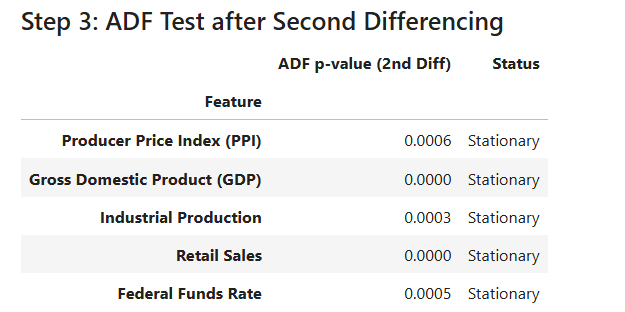 Step 3: ADF Test after Second Differencing
ADF p-value (2nd Diff) Status
Feature
Producer Price Index (PPI) 0.0006 Stationary
Gross Domestic Product (GDP) 0.0000 Stationary
Industrial Production 0.0003 Stationary
Retail Sales 0.0000 Stationary
Federal Funds Rate 0.0005 Stationary